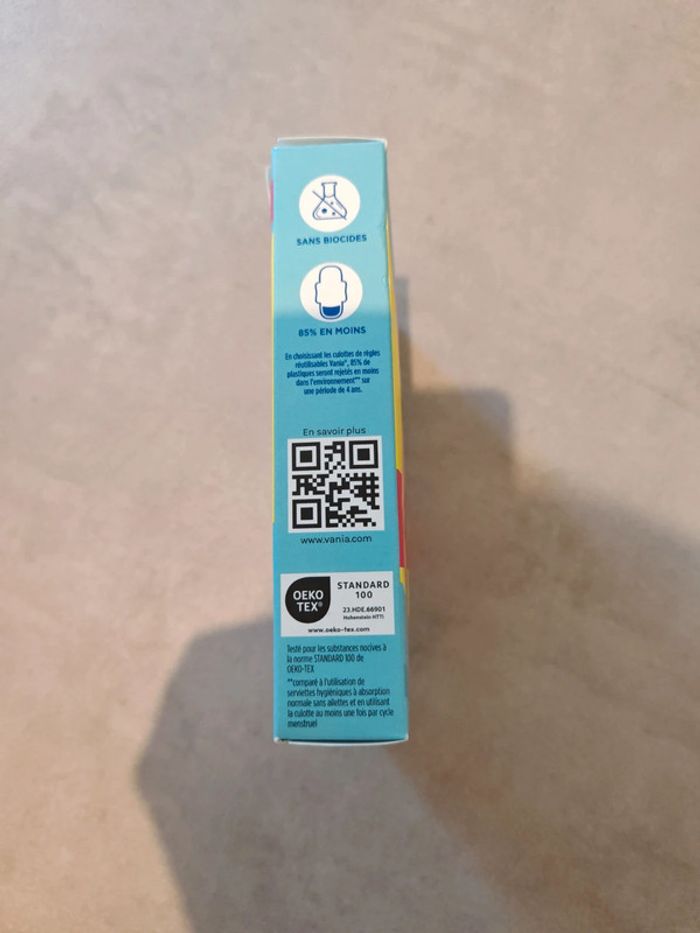 SANS BIOCIDES
85% EN MOINS
En choisissant les culottes de règles
réutilisables Vania®, 85% de
plastiques seront rejetés en moins
dans l'environnement** sur
une période de 4 ans.
En savoir plus
www.vania.com
OEKO
TEX®
STANDARD
100
23.HDE.66901
Hohenstein HTTI
www.oeko-tex.com
Testé pour les substances nocives à
la norme STANDARD 100 de
OEKO-TEX
**comparé à l'utilisation de
serviettes hygiéniques à absorption
normale sans ailettes et en utilisant
la culotte au moins une fois par cycle
menstruel